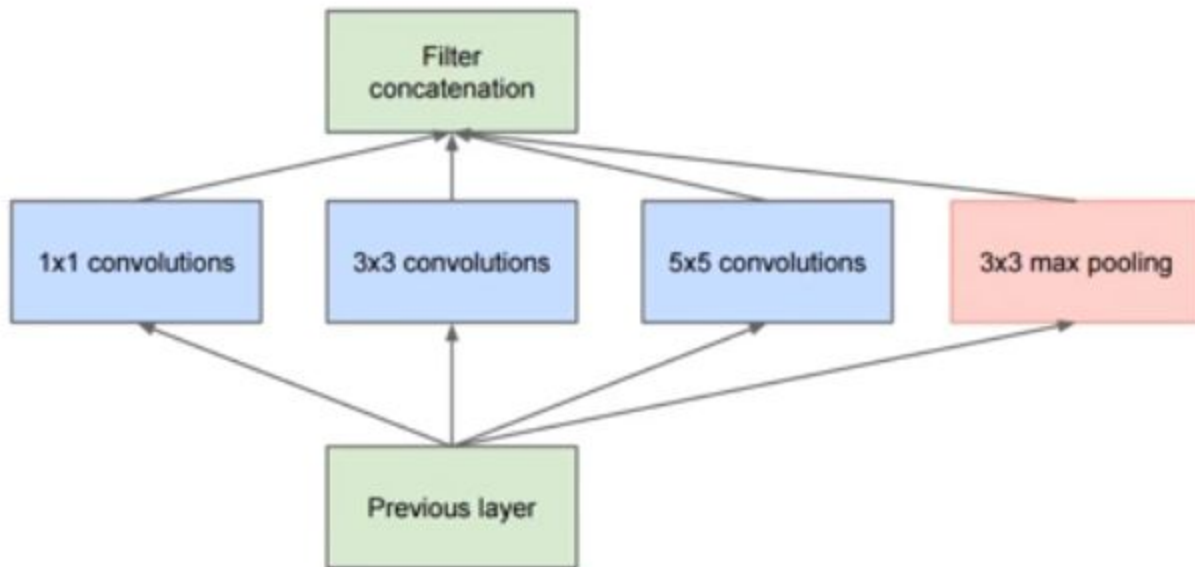 Filter
concatenation
1x1 convolutions
3x3 convolutions
5x5 convolutions
3x3 max pooling
Previous layer